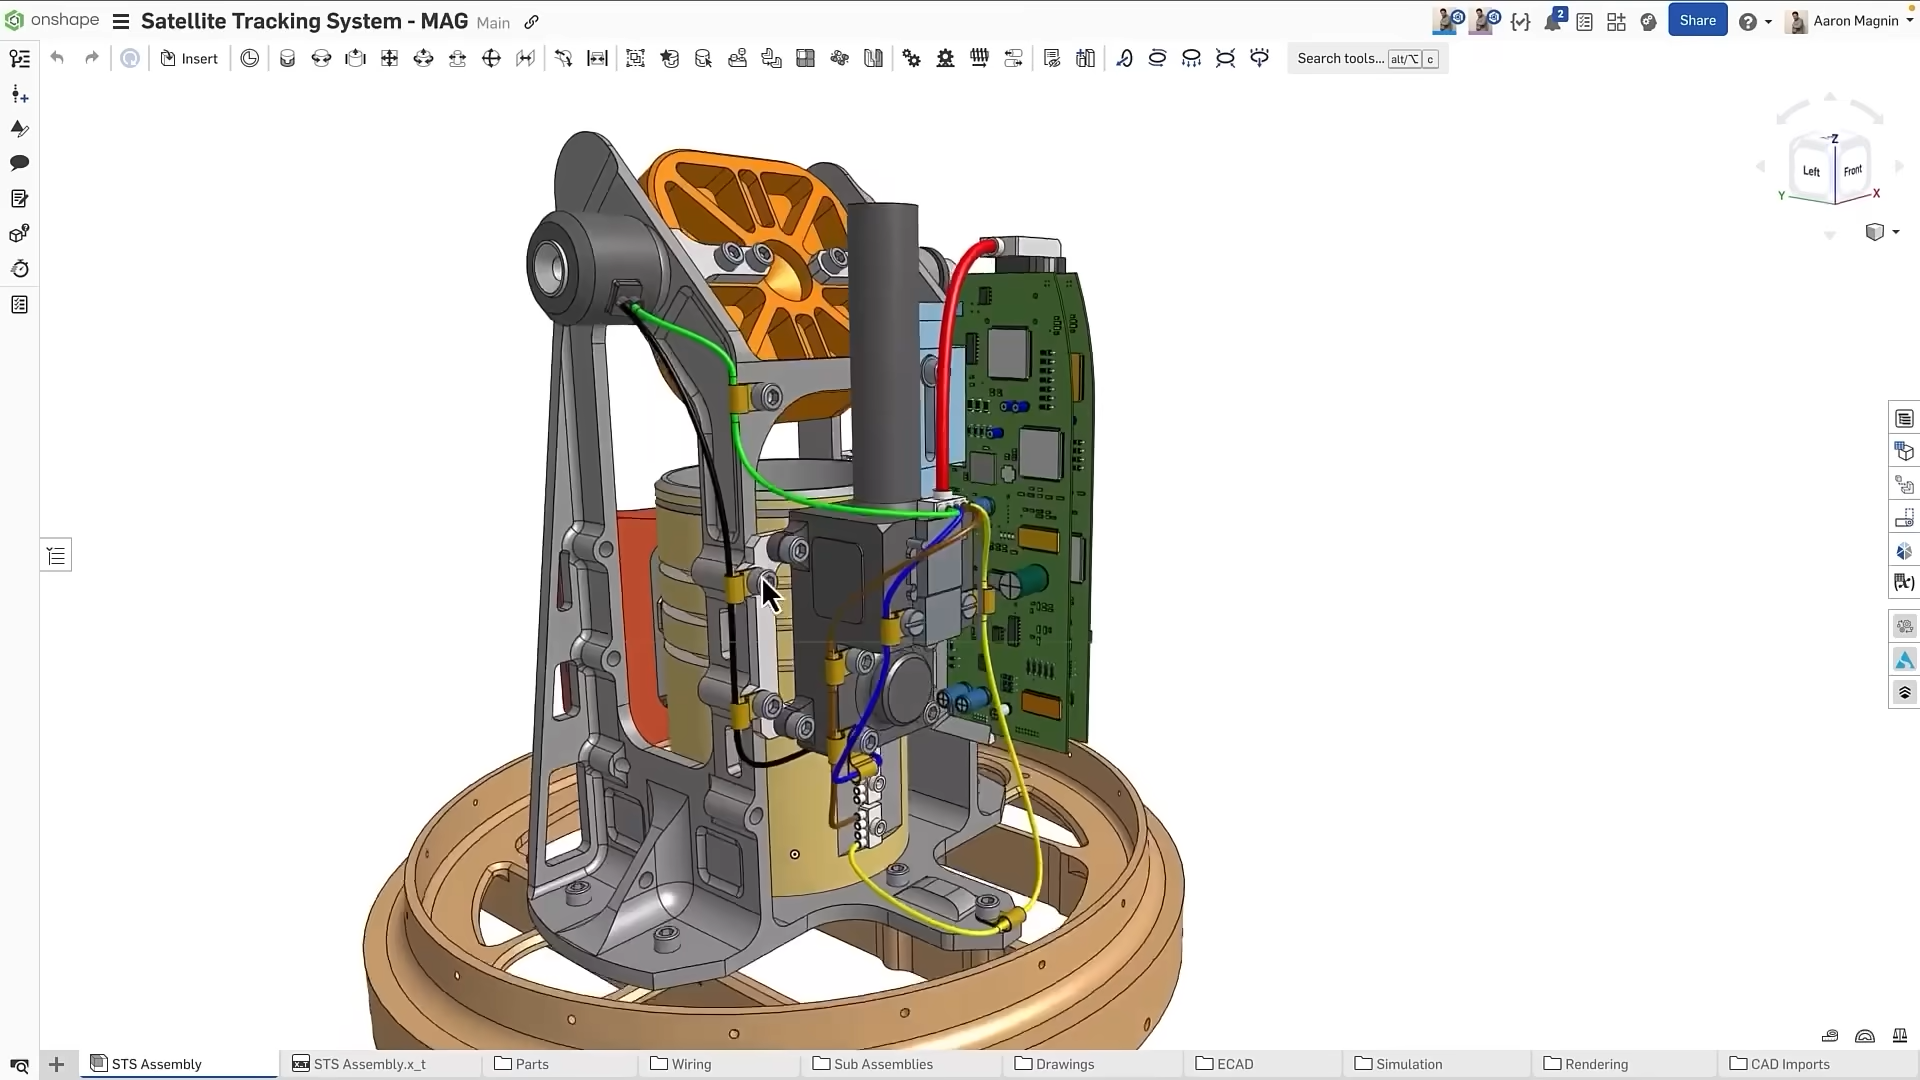 onshape Satellite Tracking System - MAG Main 2 Share Aaron Magnin
Insert Search tools... alt/⌥ c
Z
Left Front
Y X
STS Assembly STS Assembly.x_t Parts Wiring Sub Assemblies Drawings ECAD Simulation Rendering CAD Imports